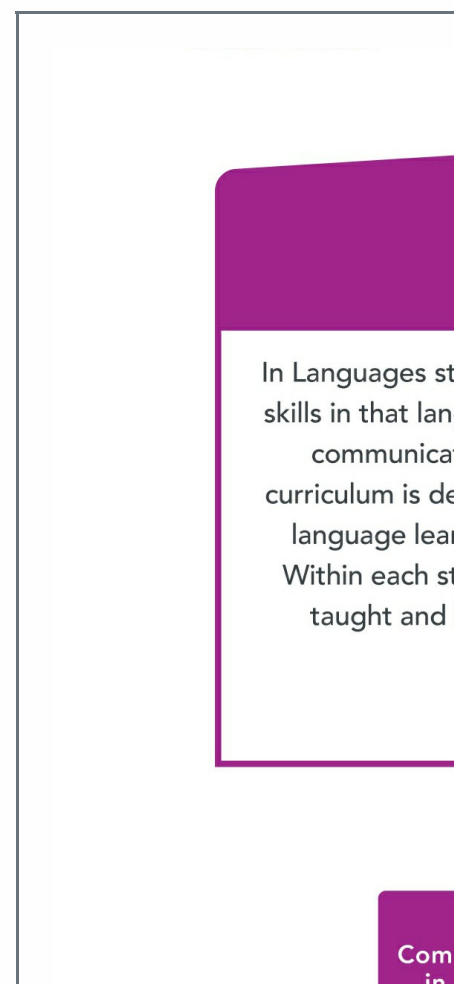 In Languages st
skills in that lan
communicat
curriculum is de
language lear
Within each st
taught and
Com
in